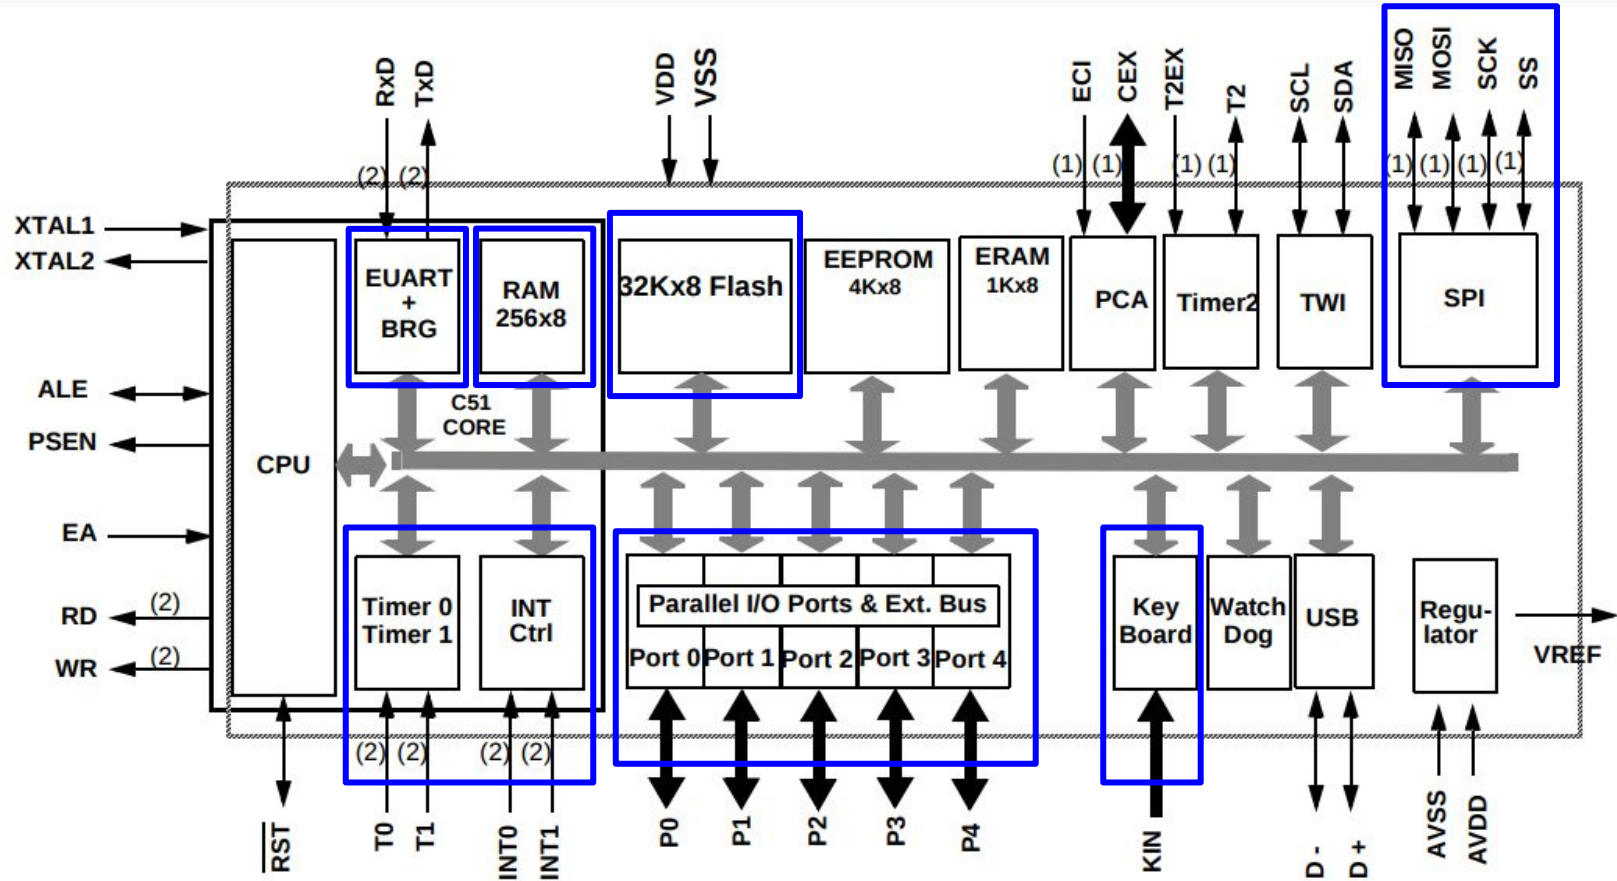 RxD
TxD
VDD
VSS
ECI
CEX
T2EX
T2
SCL
SDA
MISO
MOSI
SCK
SS
(2) (2)
(1) (1) (1) (1)
(1) (1) (1) (1)
XTAL1
XTAL2
ALE
PSEN
EA
RD (2)
WR (2)
CPU
EUART
+
BRG
RAM
256x8
32Kx8 Flash
EEPROM
4Kx8
ERAM
1Kx8
PCA
Timer2
TWI
SPI
C51
CORE
Timer 0
Timer 1
INT
Ctrl
Parallel I/O Ports & Ext. Bus
Port 0 Port 1 Port 2 Port 3 Port 4
Key
Board
Watch
Dog
USB
Regu-
lator
VREF
(2) (2) (2) (2)
RST
T0
T1
INT0
INT1
P0
P1
P2
P3
P4
KIN
D -
D +
AVSS
AVDD